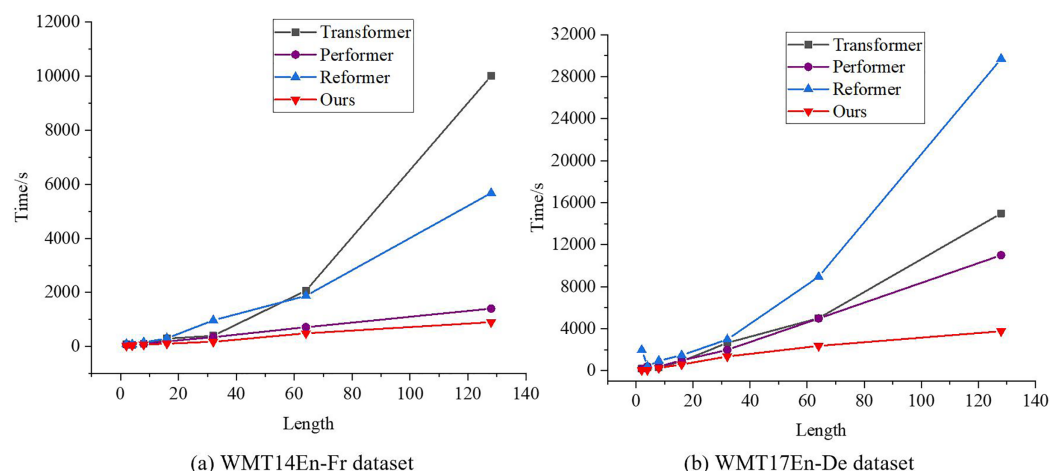 12000
10000
8000
6000
4000
2000
0
Time/s
0 20 40 60 80 100 120 140
Length
Transformer
Performer
Reformer
Ours
(a) WMT14En-Fr dataset
32000
28000
24000
20000
16000
12000
8000
4000
0
Time/s
0 20 40 60 80 100 120 140
Length
Transformer
Performer
Reformer
Ours
(b) WMT17En-De dataset